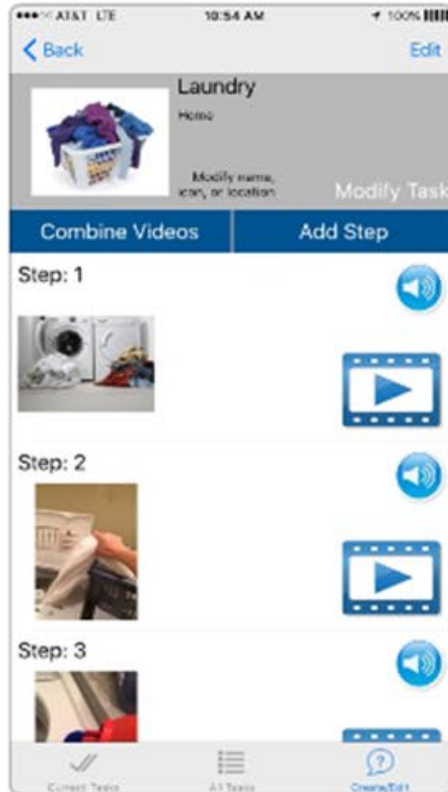 AT&T LTE 10:54 AM 100%
Back Edit
Laundry
Home
Modify name,
icon, or location
Modify Task
Combine Videos Add Step
Step: 1
Step: 2
Step: 3
Current Tasks All Tasks Create/Edit